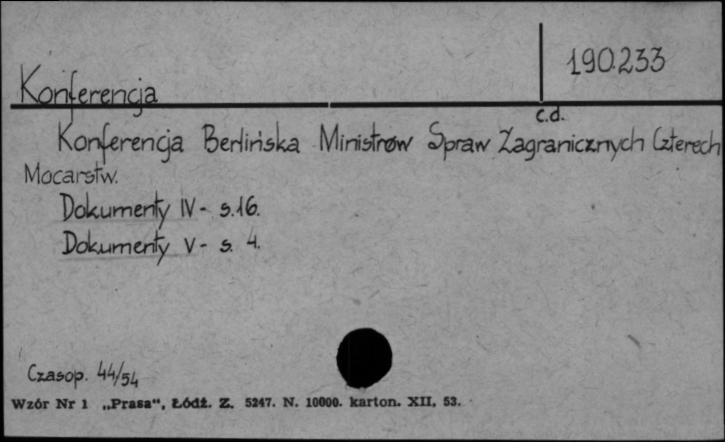 190.233
Konferencja
c.d.
Konferencja Berlińska Ministrów Spraw Zagranicznych Czterech
Mocarstw.
Dokumenty IV - s.16.
Dokumenty V - s. 4.
Czasop. 44/54
Wzór Nr 1 „Prasa“, Łódź. Z. 5247. N. 10000. karton. XII. 53.